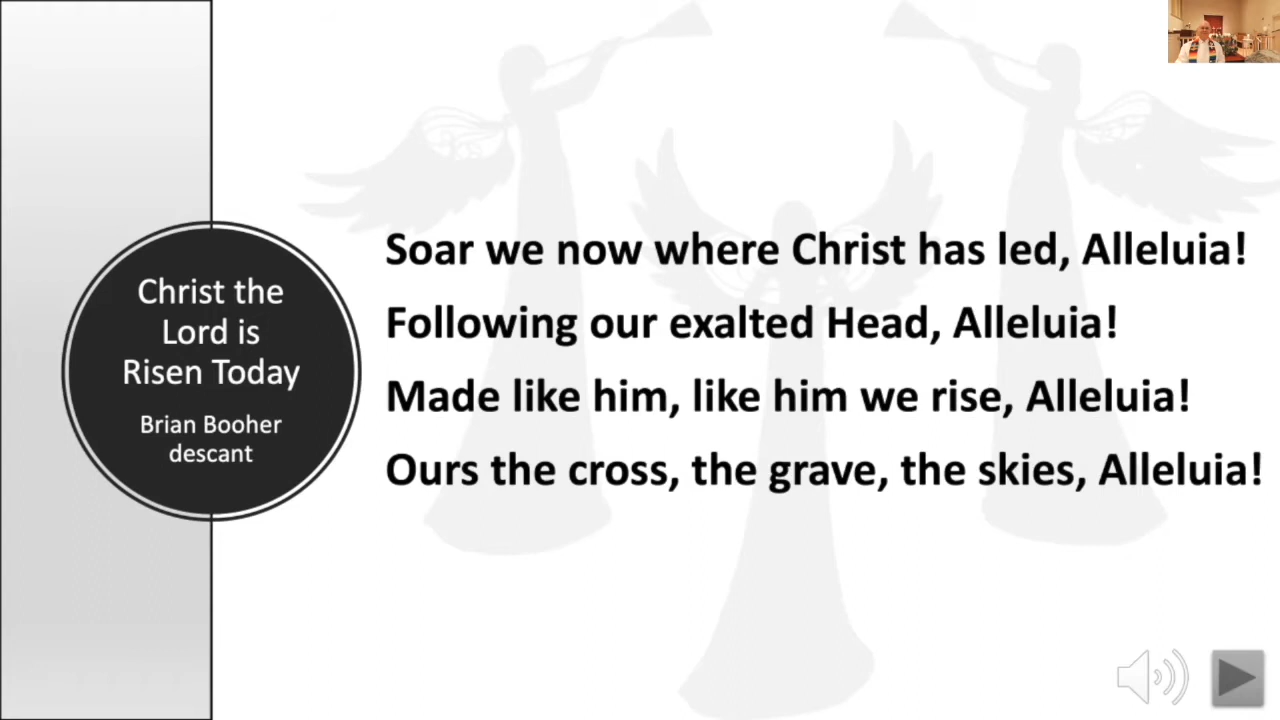 Christ the
Lord is
Risen Today
Brian Booher
descant
Soar we now where Christ has led, Alleluia!
Following our exalted Head, Alleluia!
Made like him, like him we rise, Alleluia!
Ours the cross, the grave, the skies, Alleluia!